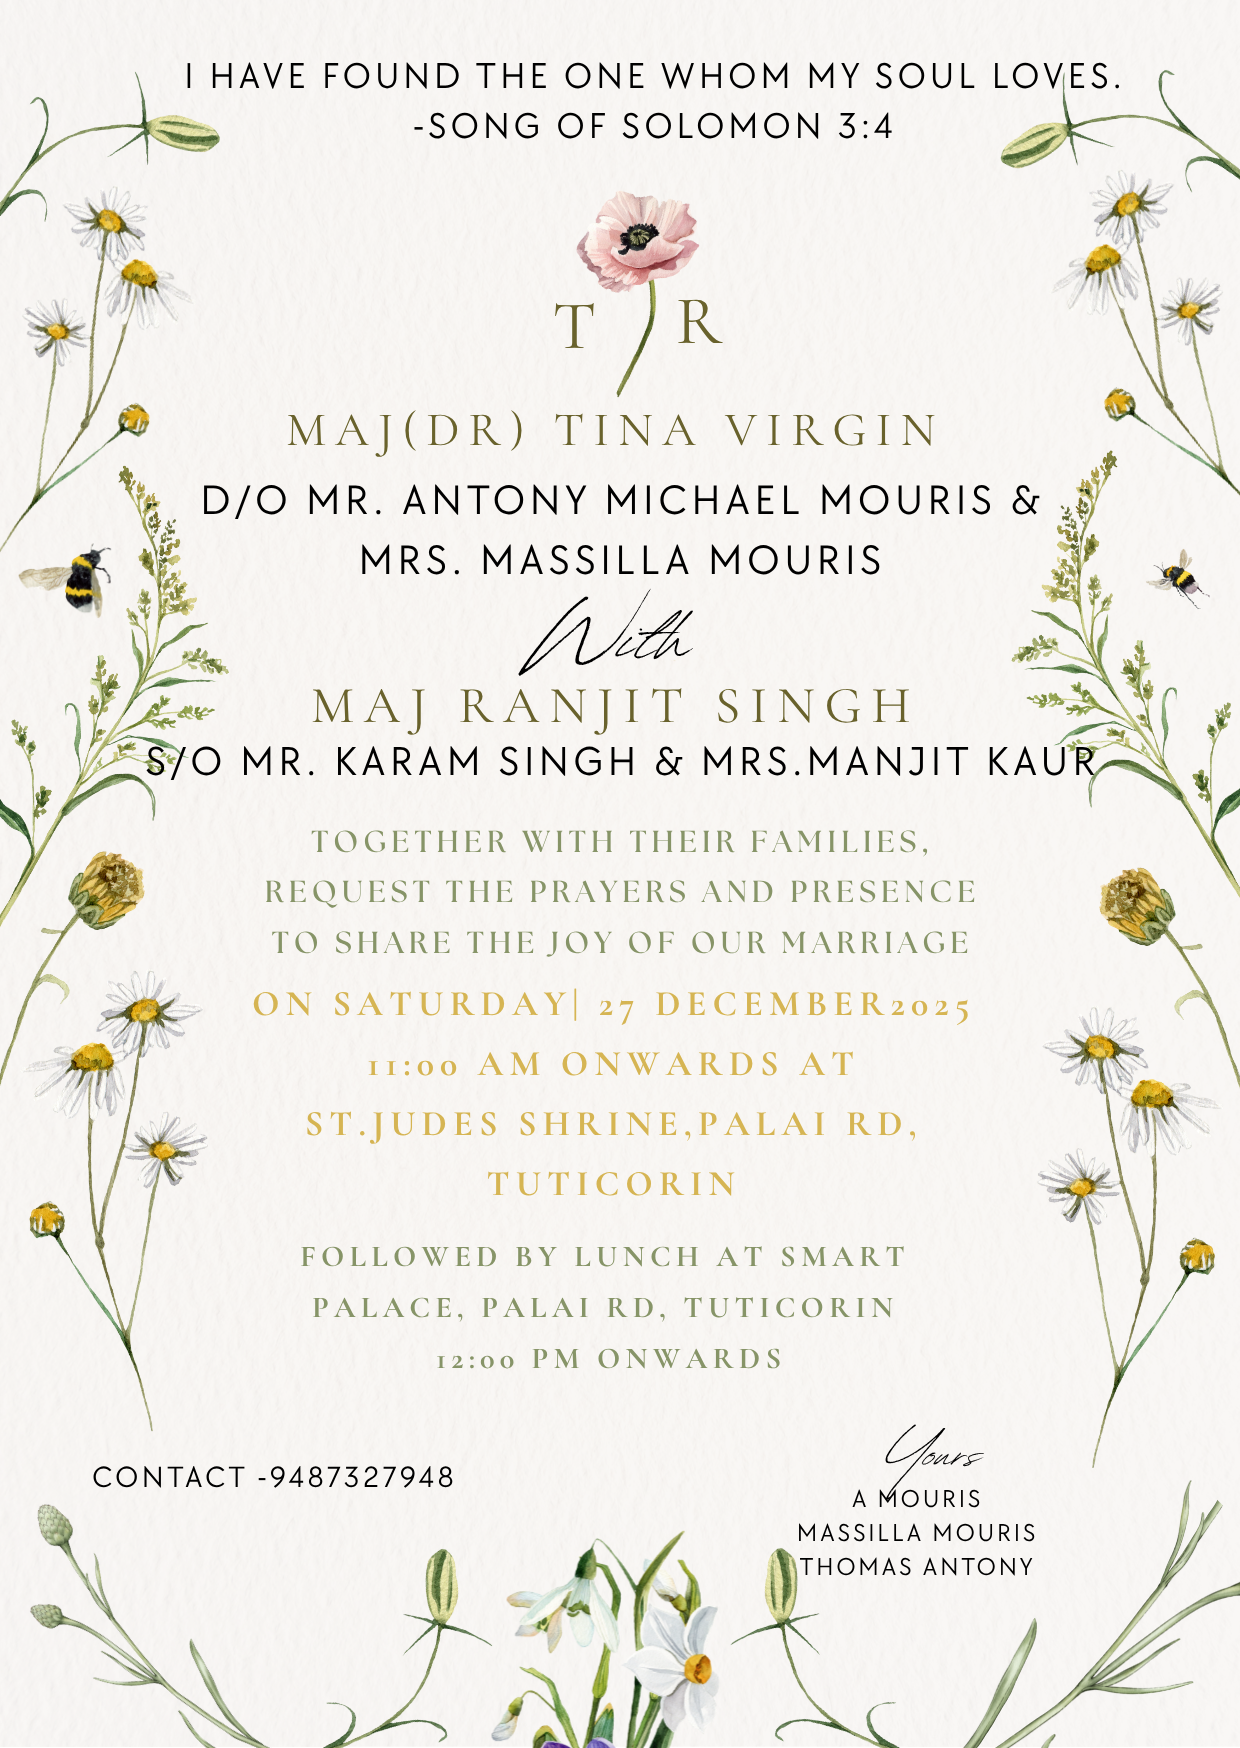 I HAVE FOUND THE ONE WHOM MY SOUL LOVES.
-SONG OF SOLOMON 3:4
T R
MAJ(DR) TINA VIRGIN
D/O MR. ANTONY MICHAEL MOURIS &
MRS. MASSILLA MOURIS
With
MAJ RANJIT SINGH
S/O MR. KARAM SINGH & MRS.MANJIT KAUR
TOGETHER WITH THEIR FAMILIES,
REQUEST THE PRAYERS AND PRESENCE
TO SHARE THE JOY OF OUR MARRIAGE
ON SATURDAY| 27 DECEMBER2025
11:00 AM ONWARDS AT
ST.JUDES SHRINE,PALAI RD,
TUTICORIN
FOLLOWED BY LUNCH AT SMART
PALACE, PALAI RD, TUTICORIN
12:00 PM ONWARDS
CONTACT -9487327948
Yours
A MOURIS
MASSILLA MOURIS
THOMAS ANTONY